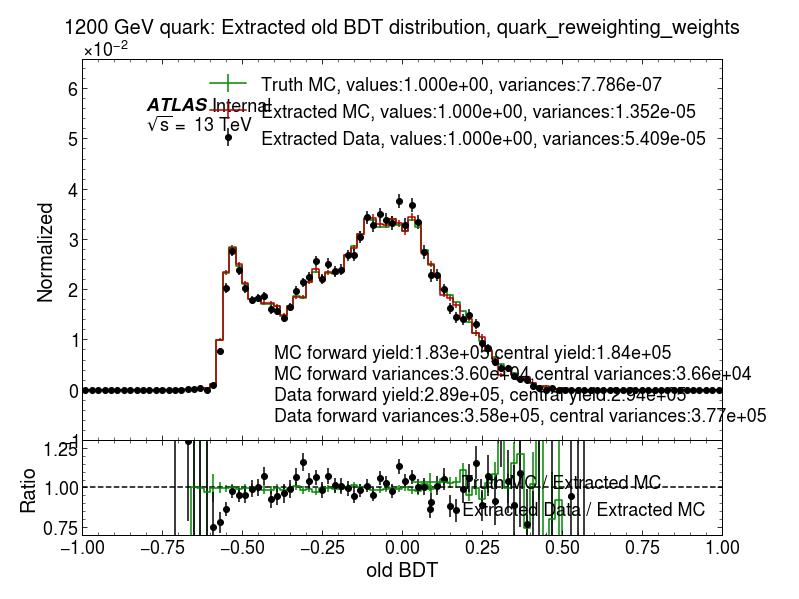 1200 GeV quark: Extracted old BDT distribution, quark_reweighting_weights
×10⁻²
Truth MC, values:1.000e+00, variances:7.786e-07
ATLAS Internal
Extracted MC, values:1.000e+00, variances:1.352e-05
√s = 13 TeV
Extracted Data, values:1.000e+00, variances:5.409e-05
6
5
4
3
2
1
0
Normalized
MC forward yield:1.83e+05, central yield:1.84e+05
MC forward variances:3.60e+04, central variances:3.66e+04
Data forward yield:2.89e+05, central yield:2.94e+05
Data forward variances:3.58e+05, central variances:3.77e+05
1
1.25
1.00
0.75
Ratio
Truth MC / Extracted MC
Extracted Data / Extracted MC
−1.00 −0.75 −0.50 −0.25 0.00 0.25 0.50 0.75 1.00
old BDT